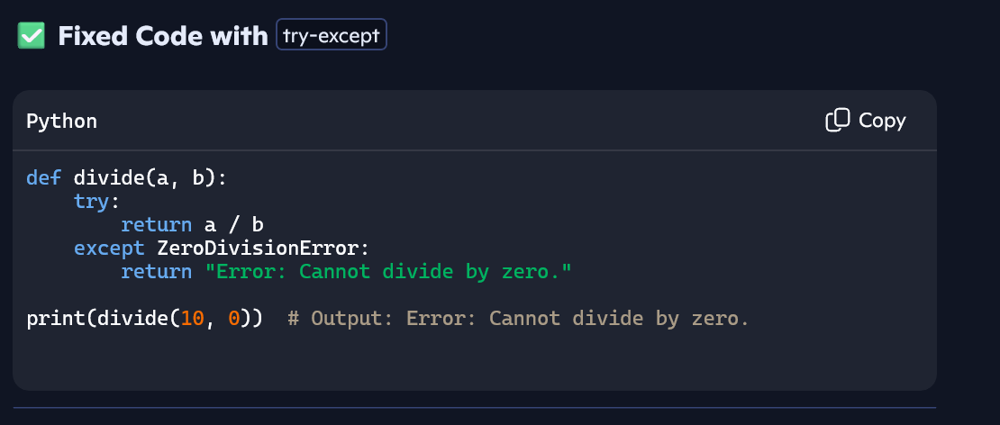 ✅ Fixed Code with try-except
Python
Copy
def divide(a, b):
    try:
        return a / b
    except ZeroDivisionError:
        return "Error: Cannot divide by zero."

print(divide(10, 0))  # Output: Error: Cannot divide by zero.